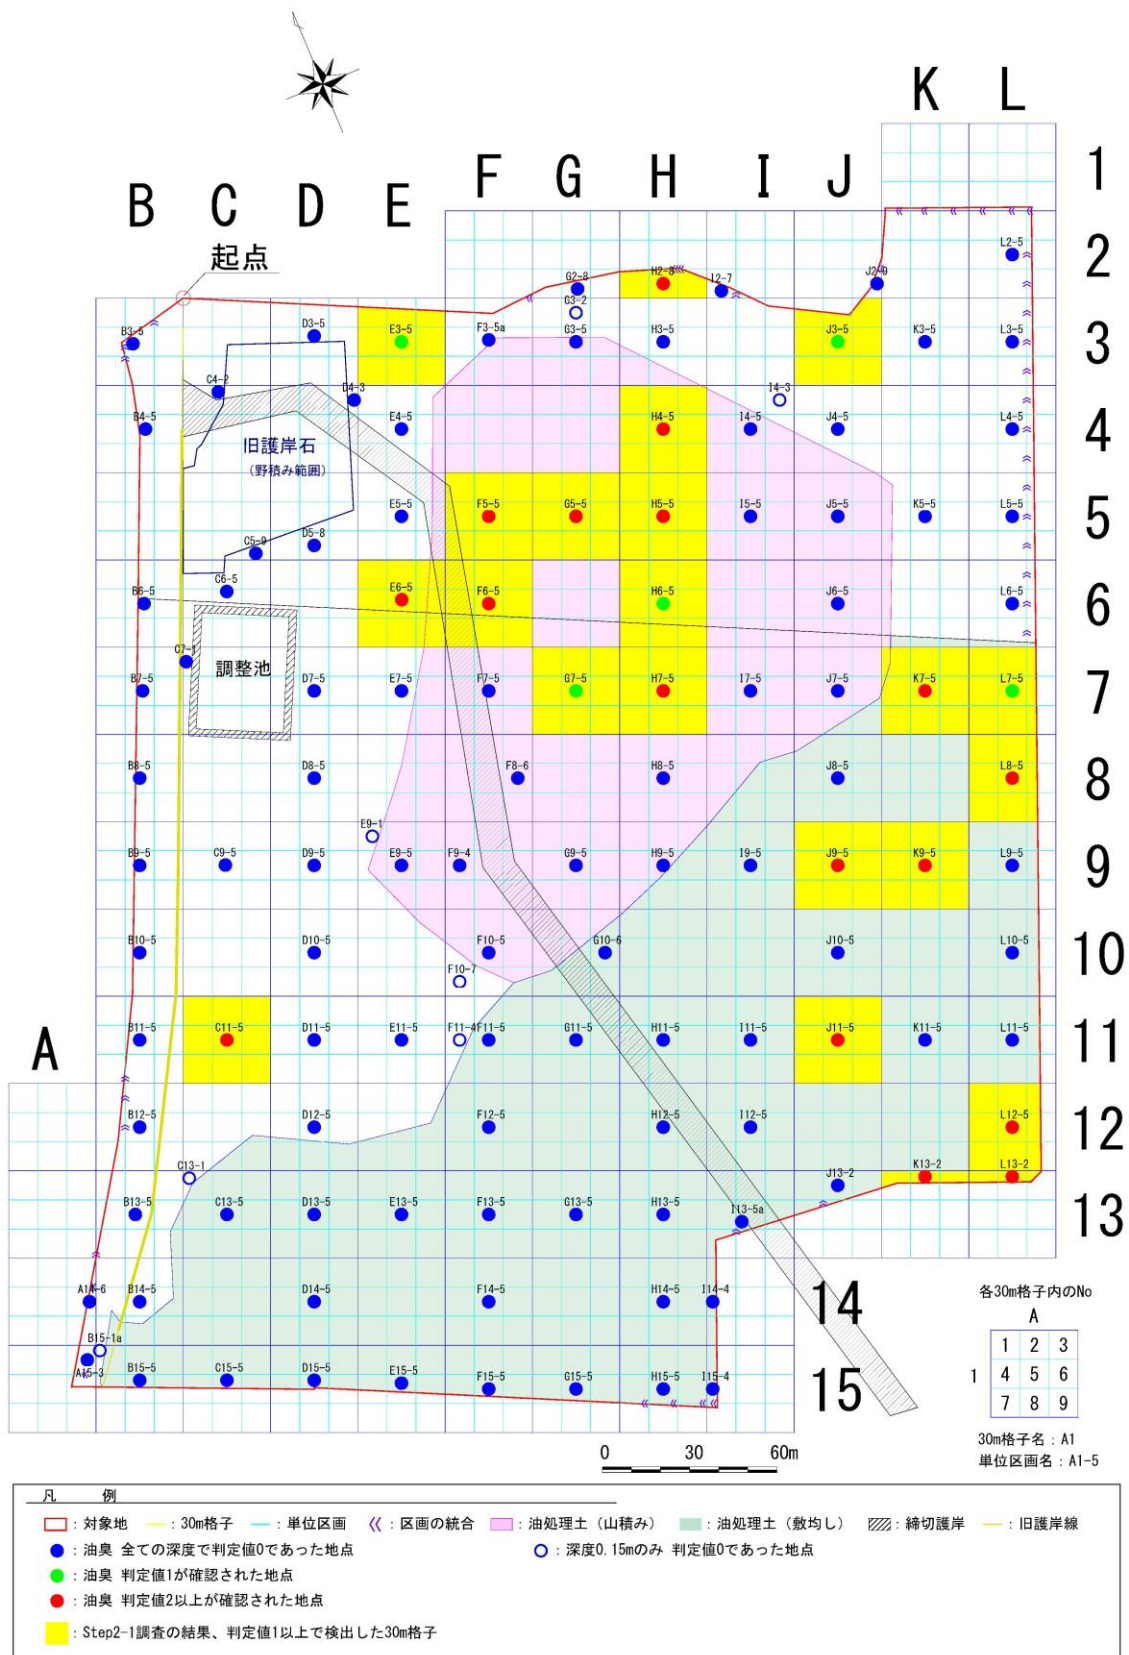 K L
1
F G H I J
B C D E
2
起点
L2-5
G2-8 H2-8 I2-7 J2-9
G3-2
B3-5 D3-5 E3-5 F3-5a G3-5 H3-5 J3-5 K3-5 L3-5
3
C4-2 D4-3 I4-3
B4-5 E4-5 H4-5 I4-5 J4-5 L4-5
4
旧護岸石
(野積み範囲)
E5-5 F5-5 G5-5 H5-5 I5-5 J5-5 K5-5 L5-5
5
C5-9 D5-8
C6-5
B6-5 E6-5 F6-5 H6-5 J6-5 L6-5
6
C7-1
調整池
B7-5 D7-5 E7-5 F7-5 G7-5 H7-5 I7-5 J7-5 K7-5 L7-5
7
B8-5 D8-5 F8-6 H8-5 J8-5 L8-5
8
E9-1
B9-5 C9-5 D9-5 E9-5 F9-4 G9-5 H9-5 I9-5 J9-5 K9-5 L9-5
9
B10-5 D10-5 F10-5 G10-6 J10-5 L10-5
10
F10-7
A
B11-5 C11-5 D11-5 E11-5 F11-4 F11-5 G11-5 H11-5 I11-5 J11-5 K11-5 L11-5
11
B12-5 D12-5 F12-5 H12-5 I12-5 L12-5
12
C13-1 J13-2 K13-2 L13-2
B13-5 C13-5 D13-5 E13-5 F13-5 G13-5 H13-5 I13-5a
13
A14-6 B14-5 D14-5 F14-5 H14-5 I14-4
14
B15-1a
A15-3 B15-5 C15-5 D15-5 E15-5 F15-5 G15-5 H15-5 I15-4
15
各30m格子内のNo
A
1 2 3
1 4 5 6
7 8 9
30m格子名：A1
単位区画名：A1-5
0 30 60m
凡 例
：対象地 ：30m格子 ：単位区画 ：区画の統合 ：油処理土（山積み） ：油処理土（敷均し） ：締切護岸 ：旧護岸線
：油臭 全ての深度で判定値0であった地点 ：深度0.15mのみ 判定値0であった地点
：油臭 判定値1が確認された地点
：油臭 判定値2以上が確認された地点
：Step2-1調査の結果、判定値1以上で検出した30m格子